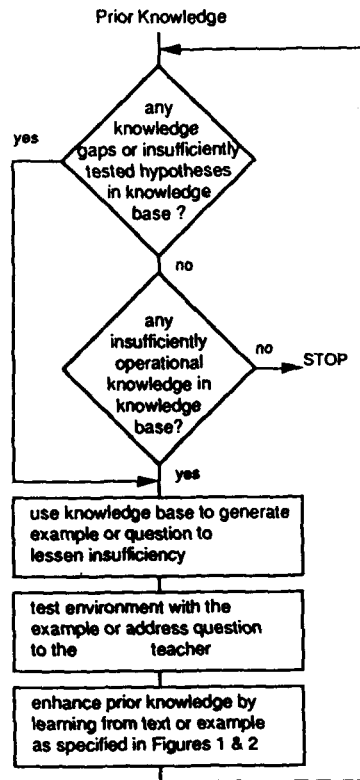 Prior Knowledge
any
knowledge
gaps or insufficiently
tested hypotheses
in knowledge
base ?
yes
no
any
insufficiently
operational
knowledge in
knowledge
base?
no
STOP
yes
use knowledge base to generate
example or question to
lessen insufficiency
test environment with the
example or address question
to the teacher
enhance prior knowledge by
learning from text or example
as specified in Figures 1 & 2